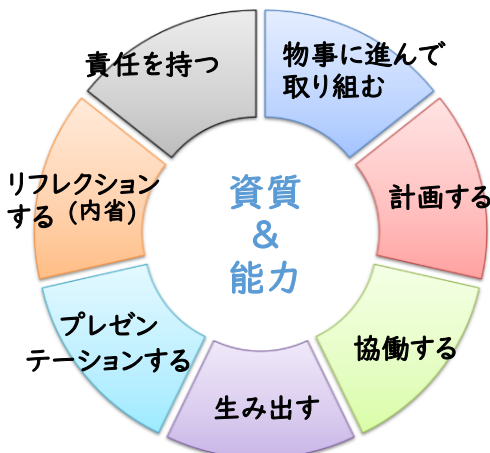 物事に進んで
取り組む
計画する
協働する
生み出す
プレゼン
テーションする
リフレクション
する（内省）
責任を持つ
資質
＆
能力